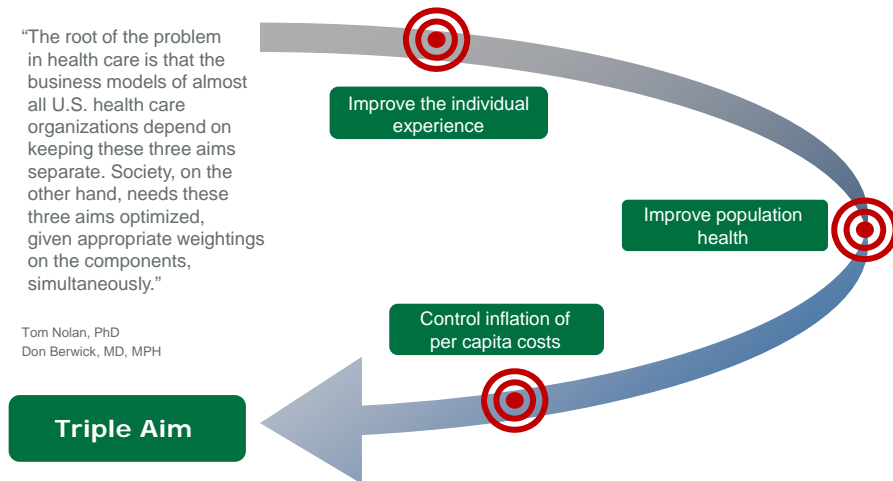 “The root of the problem
in health care is that the
business models of almost
all U.S. health care
organizations depend on
keeping these three aims
separate. Society, on the
other hand, needs these
three aims optimized,
given appropriate weightings
on the components,
simultaneously.”
Tom Nolan, PhD
Don Berwick, MD, MPH
Triple Aim
Improve the individual
experience
Improve population
health
Control inflation of
per capita costs